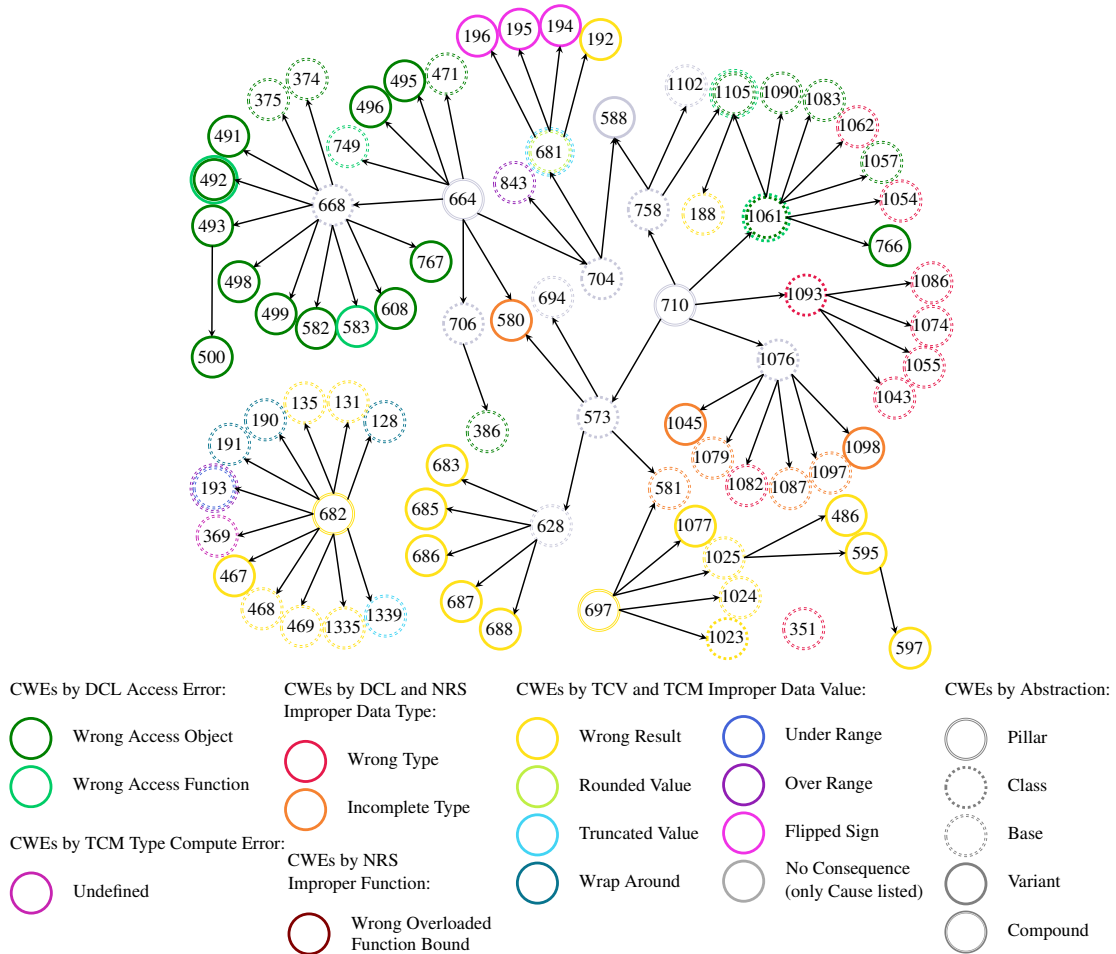 196
195
194
192
374
375
495
471
496
1102
1105
1090
1083
588
1062
491
749
681
1057
492
843
664
1054
668
758
188
1061
493
766
767
498
704
694
1093
1086
710
499
608
706
580
1074
582
583
500
1076
1055
1043
135
131
190
128
573
1045
191
386
1098
683
1079
1097
193
581
1082
1087
685
682
486
369
628
1077
686
1025
595
467
687
697
1024
468
469
1335
1339
688
351
1023
597
CWEs by DCL Access Error:
Wrong Access Object
Wrong Access Function
CWEs by TCM Type Compute Error:
Undefined
CWEs by DCL and NRS
Improper Data Type:
Wrong Type
Incomplete Type
CWEs by NRS
Improper Function:
Wrong Overloaded
Function Bound
CWEs by TCV and TCM Improper Data Value:
Wrong Result
Rounded Value
Truncated Value
Wrap Around
Under Range
Over Range
Flipped Sign
No Consequence
(only Cause listed)
CWEs by Abstraction:
Pillar
Class
Base
Variant
Compound